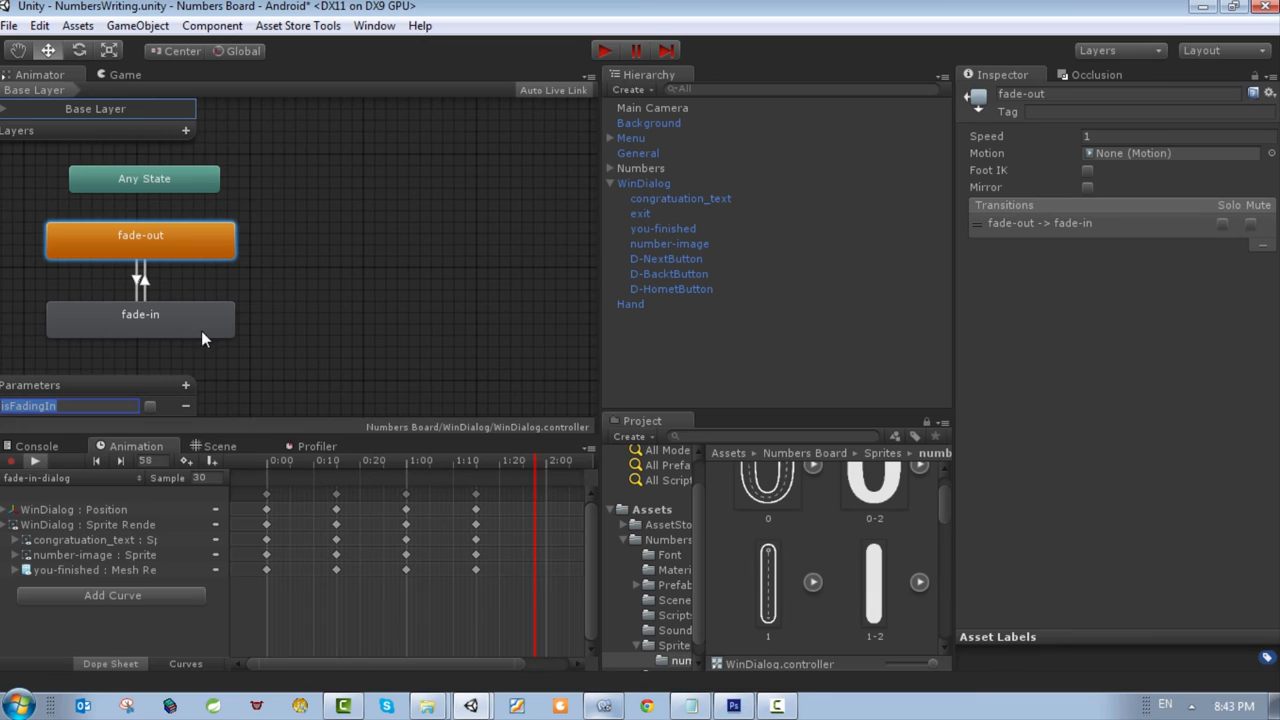 Unity - NumbersWriting.unity - Numbers Board - Android* <DX11 on DX9 GPU>
File Edit Assets GameObject Component Asset Store Tools Window Help
Center Global Layers Layout
Animator Game
Base Layer Auto Live Link
Base Layer
Layers
Any State
fade-out
fade-in
Parameters
isFadingIn
Numbers Board/WinDialog/WinDialog.controller
Hierarchy
Create All
Main Camera
Background
Menu
General
Numbers
WinDialog
congratuation_text
exit
you-finished
number-image
D-NextButton
D-BacktButton
D-HometButton
Hand
Inspector Occlusion
fade-out
Tag
Speed 1
Motion None (Motion)
Foot IK
Mirror
Transitions Solo Mute
fade-out -> fade-in
Asset Labels
Console Animation Scene Profiler
58 0:00 0:10 0:20 1:00 1:10 1:20 2:00
fade-in-dialog Sample 30
WinDialog : Position
WinDialog : Sprite Rende
congratuation_text : Sp
number-image : Sprite
you-finished : Mesh Re
Add Curve
Dope Sheet Curves
Project
Create
All Mode
All Prefa
All Script
Assets
AssetSto
Numbers
Font
Materi
Prefab
Scene
Scripts
Sound
Sprite
num
Assets Numbers Board Sprites numb
0 0-2
1 1-2
WinDialog.controller
EN 8:43 PM